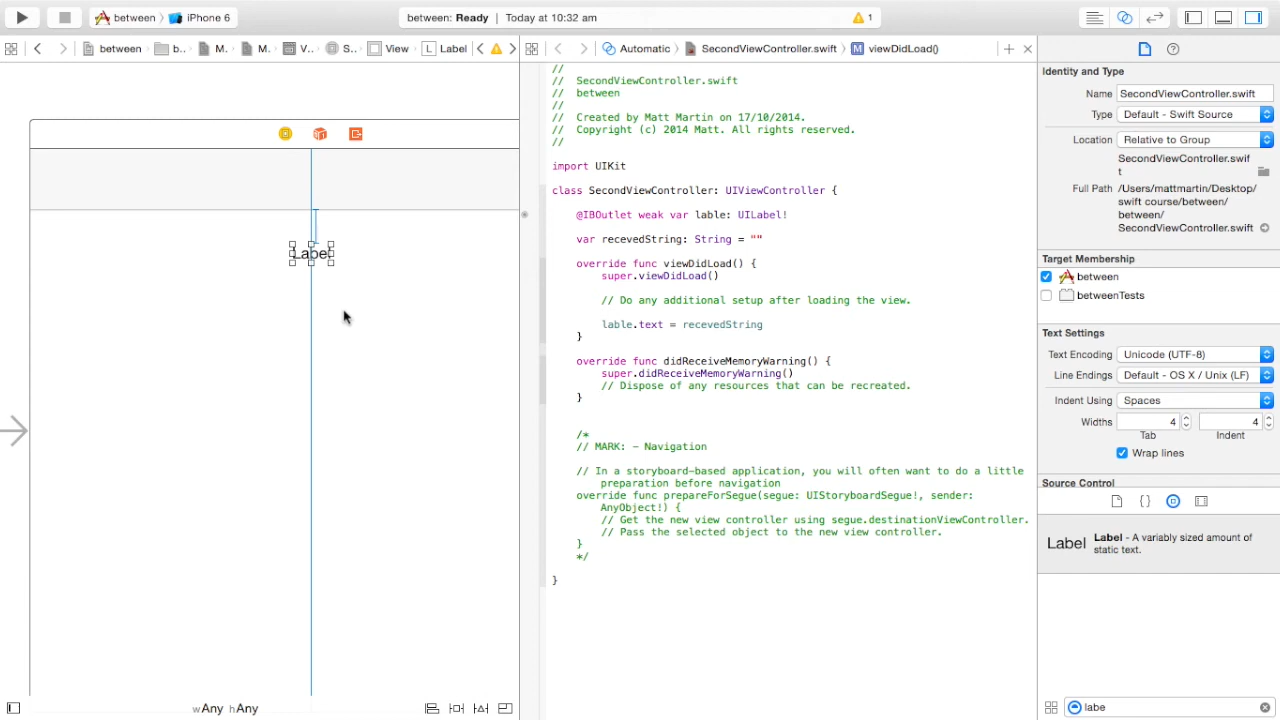 between
iPhone 6
between: Ready | Today at 10:32 am
1
between
b...
M.
M.
V..
S..
View
L
Label
Automatic
SecondViewController.swift
M
viewDidLoad()
//
// SecondViewController.swift
// between
//
// Created by Matt Martin on 17/10/2014.
// Copyright (c) 2014 Matt. All rights reserved.
//
import UIKit
class SecondViewController: UIViewController {
@IBOutlet weak var lable: UILabel!
var recevedString: String = ""
override func viewDidLoad() {
super.viewDidLoad()
// Do any additional setup after loading the view.
lable.text = recevedString
}
override func didReceiveMemoryWarning() {
super.didReceiveMemoryWarning()
// Dispose of any resources that can be recreated.
}
/*
// MARK: - Navigation
// In a storyboard-based application, you will often want to do a little
preparation before navigation
override func prepareForSegue(segue: UIStoryboardSegue!, sender:
AnyObject!) {
// Get the new view controller using segue.destinationViewController.
// Pass the selected object to the new view controller.
}
*/
}
Label
wAny hAny
Identity and Type
Name SecondViewController.swift
Type Default - Swift Source
Location Relative to Group
SecondViewController.swif
t
Full Path /Users/mattmartin/Desktop/
swift course/between/
between/
SecondViewController.swift
Target Membership
between
betweenTests
Text Settings
Text Encoding Unicode (UTF-8)
Line Endings Default - OS X / Unix (LF)
Indent Using Spaces
Widths 4 4
Tab Indent
Wrap lines
Source Control
{ }
Label Label - A variably sized amount of
static text.
labe